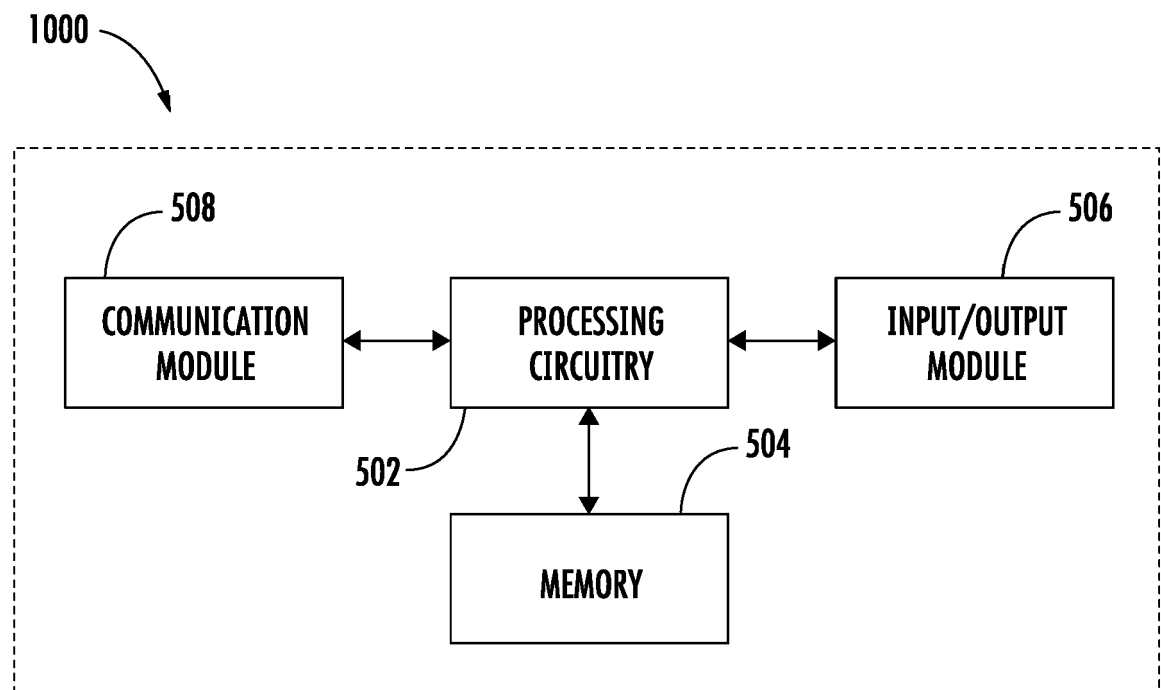 1000
508
506
COMMUNICATION
MODULE
PROCESSING
CIRCUITRY
INPUT/OUTPUT
MODULE
502
504
MEMORY